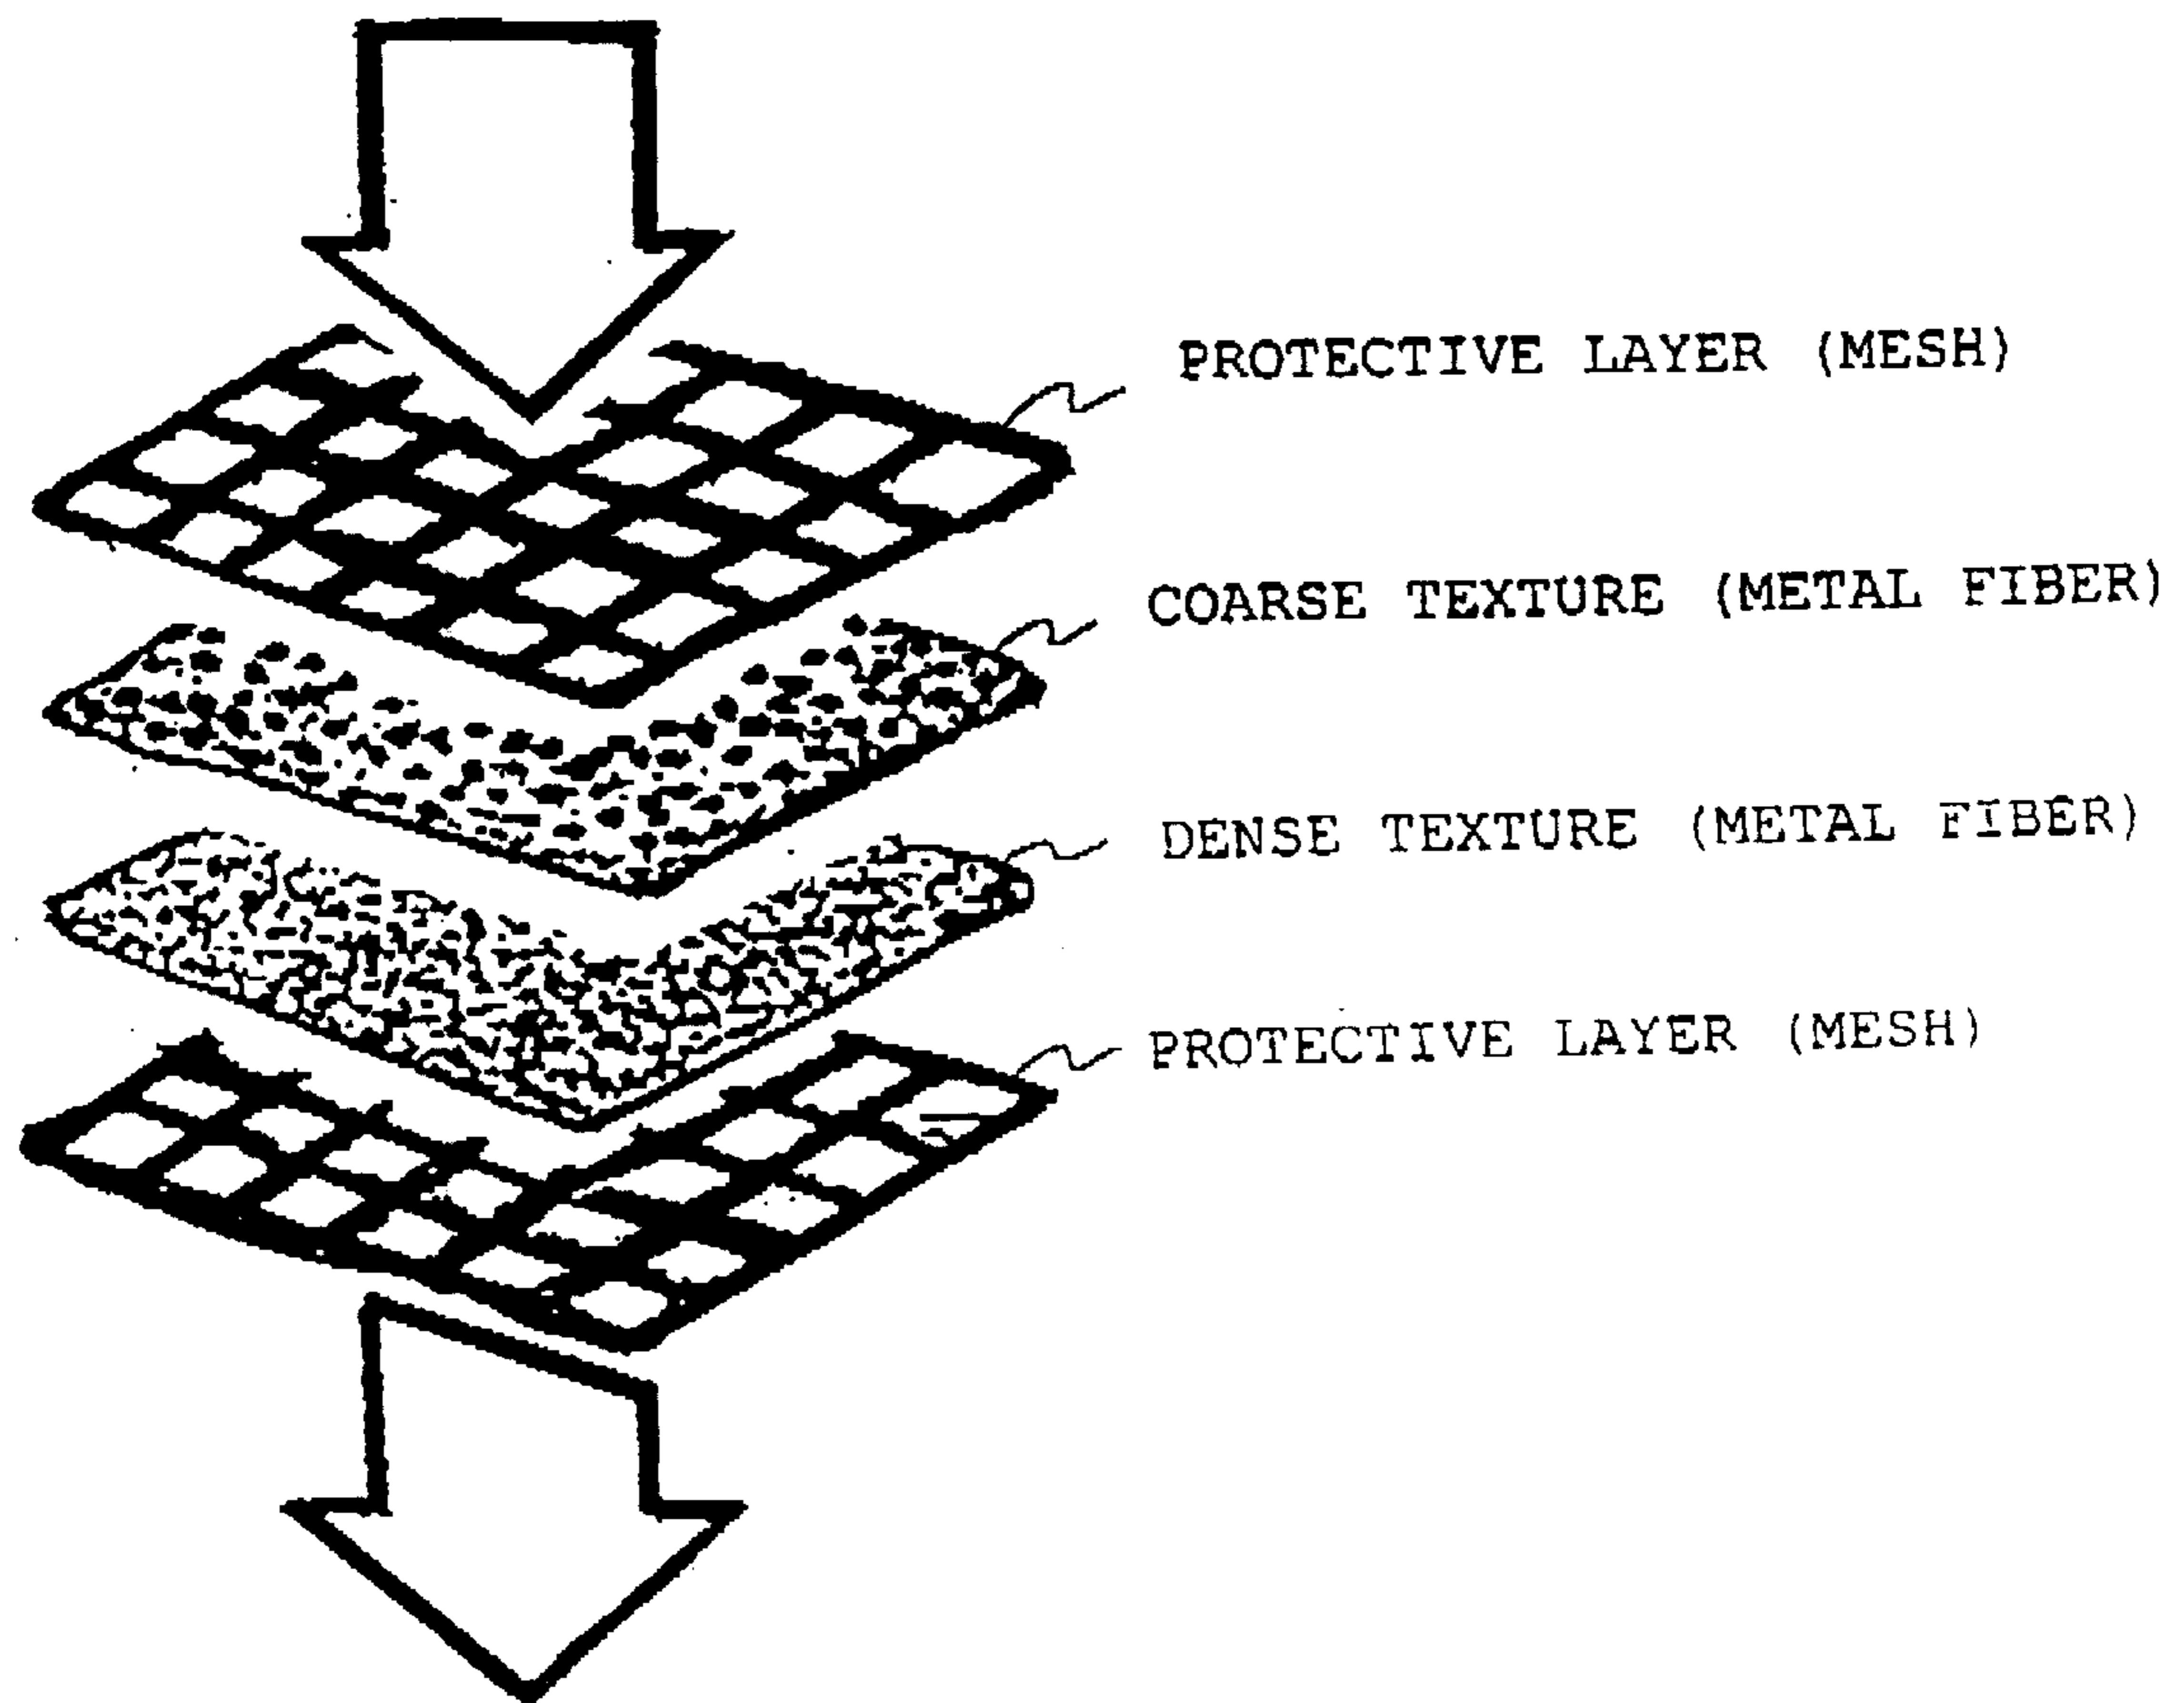 PROTECTIVE LAYER (MESH)
COARSE TEXTURE (METAL FIBER)
DENSE TEXTURE (METAL FIBER)
PROTECTIVE LAYER (MESH)